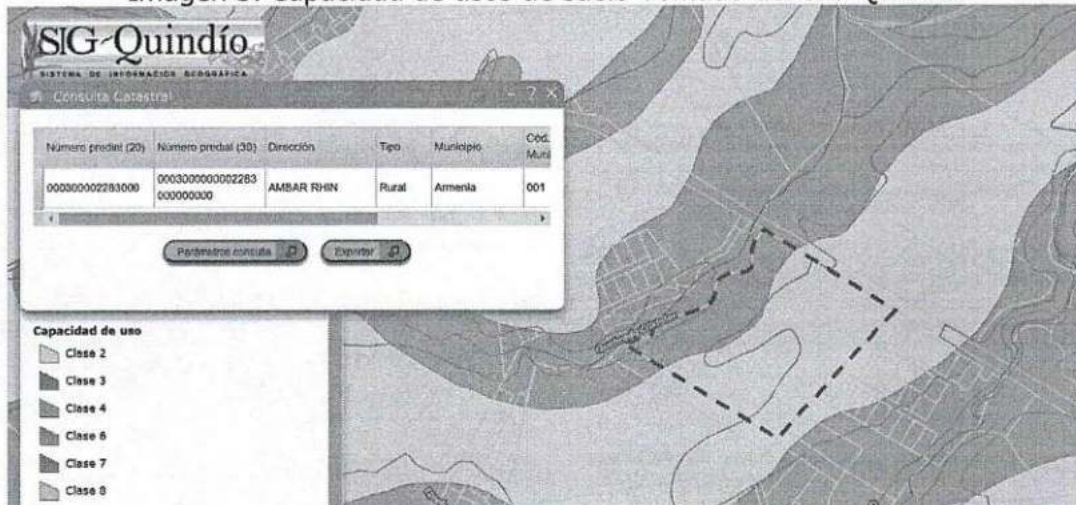 SIG-Quindío
SISTEMA DE INFORMACIÓN GEOGRÁFICA
Consulta Catastral
Número predial (20) Número predial (30) Dirección Tipo Municipio Cód.
000300002283000 0003000000002283 AMBAR RHIN Rural Armenia 001
000000000
Parámetros consulta Exportar
Capacidad de uso
Clase 2
Clase 3
Clase 4
Clase 6
Clase 7
Clase 8